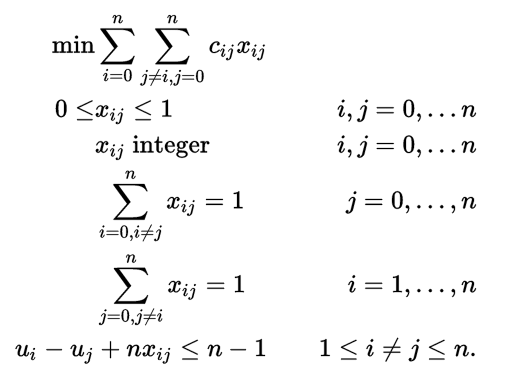 min ∑_{i=0}^{n} ∑_{j≠i,j=0}^{n} c_{ij}x_{ij}
0 ≤ x_{ij} ≤ 1 i, j = 0, … n
x_{ij} integer i, j = 0, … n
∑_{i=0,i≠j}^{n} x_{ij} = 1 j = 0, …, n
∑_{j=0,j≠i}^{n} x_{ij} = 1 i = 1, …, n
u_i − u_j + nx_{ij} ≤ n − 1 1 ≤ i ≠ j ≤ n.